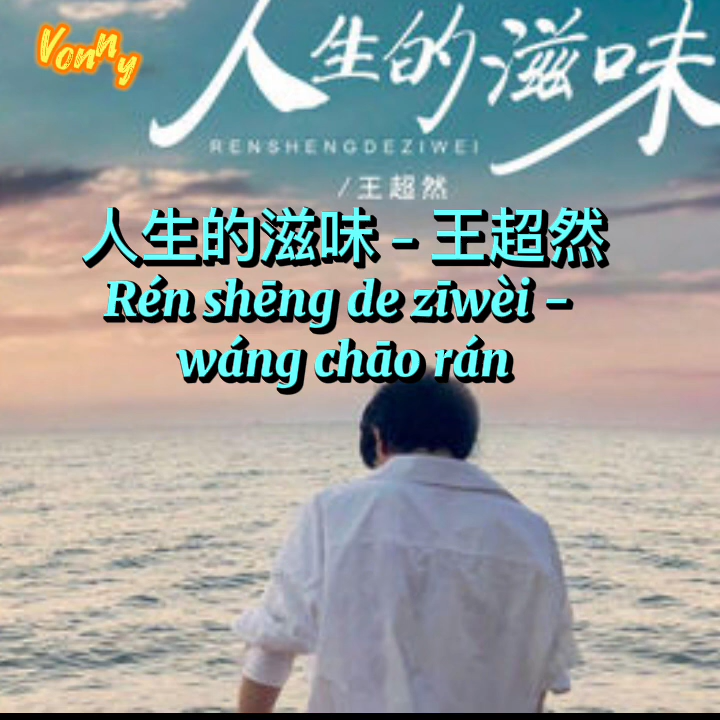 Vonny
人生的滋味
RENSHENGDEZIWEI
/王超然
人生的滋味 - 王超然
Rén shēng de zīwèi -
wáng chāo rán